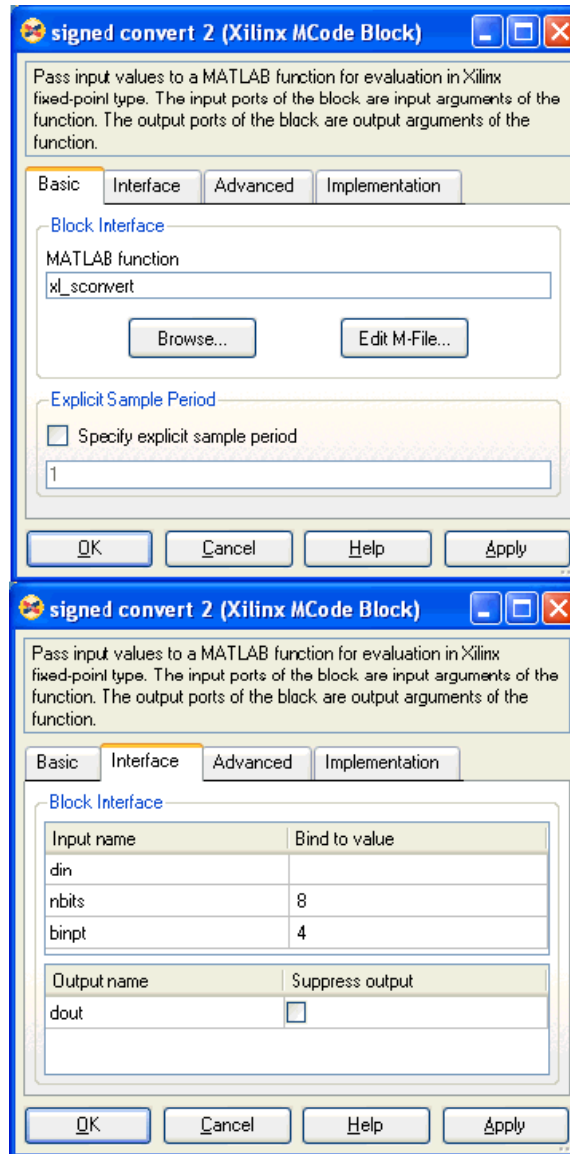 signed convert 2 (Xilinx MCode Block)
Pass input values to a MATLAB function for evaluation in Xilinx
fixed-point type. The input ports of the block are input arguments of the
function. The output ports of the block are output arguments of the
function.
Basic Interface Advanced Implementation
Block Interface
MATLAB function
xl_sconvert
Browse... Edit M-File...
Explicit Sample Period
Specify explicit sample period
1
OK Cancel Help Apply
signed convert 2 (Xilinx MCode Block)
Pass input values to a MATLAB function for evaluation in Xilinx
fixed-point type. The input ports of the block are input arguments of the
function. The output ports of the block are output arguments of the
function.
Basic Interface Advanced Implementation
Block Interface
Input name Bind to value
din
nbits 8
binpt 4
Output name Suppress output
dout
OK Cancel Help Apply